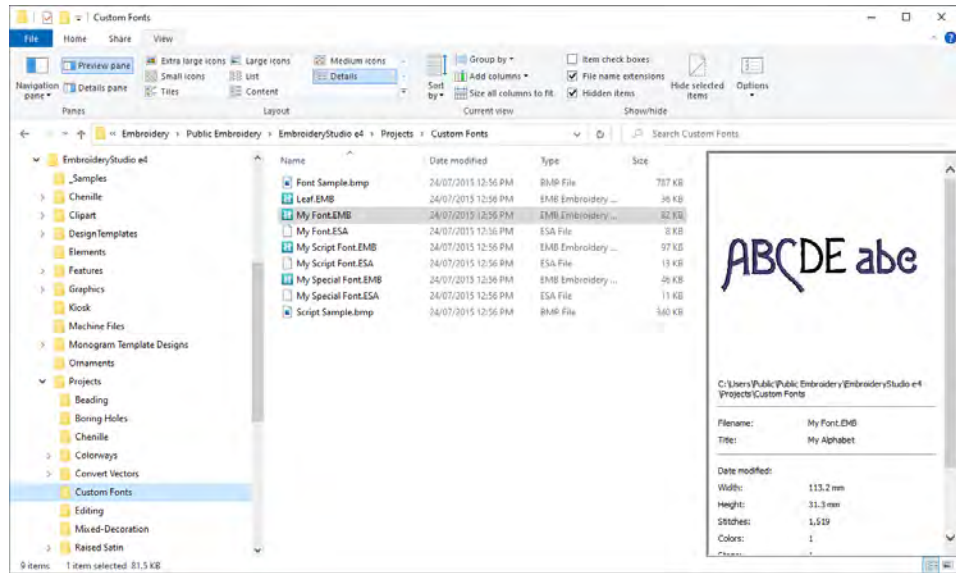 Custom Fonts
File Home Share View
Navigation pane
Preview pane
Details pane
Panes
Extra large icons Large icons Medium icons
Small icons List Details
Tiles Content
Layout
Sort by
Group by
Add columns
Size all columns to fit
Current view
Item check boxes
File name extensions
Hidden items
Hide selected items
Show/hide
Options
« Embroidery › Public Embroidery › EmbroideryStudio e4 › Projects › Custom Fonts
Search Custom Fonts
EmbroideryStudio e4
_Samples
Chenille
Clipart
DesignTemplates
Elements
Features
Graphics
Kiosk
Machine Files
Monogram Template Designs
Ornaments
Projects
Beading
Boring Holes
Chenille
Colorways
Convert Vectors
Custom Fonts
Editing
Mixed-Decoration
Raised Satin
Name Date modified Type Size
Font Sample.bmp 24/07/2015 12:56 PM BMP File 787 KB
Leaf.EMB 24/07/2015 12:56 PM EMB Embroidery ... 36 KB
My Font.EMB 24/07/2015 12:56 PM EMB Embroidery ... 82 KB
My Font.ESA 24/07/2015 12:56 PM ESA File 8 KB
My Script Font.EMB 24/07/2015 12:56 PM EMB Embroidery ... 97 KB
My Script Font.ESA 24/07/2015 12:56 PM ESA File 13 KB
My Special Font.EMB 24/07/2015 12:56 PM EMB Embroidery ... 46 KB
My Special Font.ESA 24/07/2015 12:56 PM ESA File 11 KB
Script Sample.bmp 24/07/2015 12:56 PM BMP File KB
ABCDE abc
C:\Users\Public\Public Embroidery\EmbroideryStudio e4
\Projects\Custom Fonts
Filename: My Font.EMB
Title: My Alphabet
Date modified:
Width: 113.2 mm
Height: 31.3 mm
Stitches: 1,519
Colors: 1
9 items 1 item selected 81.5 KB